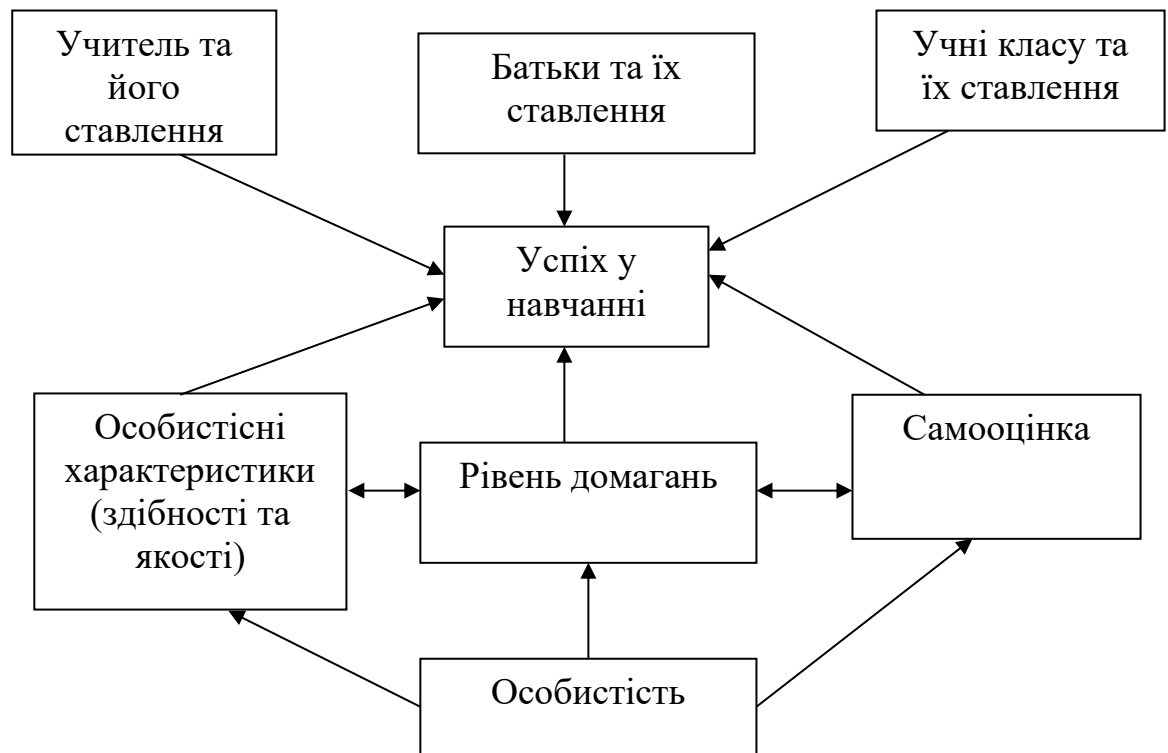 Учитель та
його
ставлення
Батьки та їх
ставлення
Учні класу та
їх ставлення
Успіх у
навчанні
Особистісні
характеристики
(здібності та
якості)
Рівень домагань
Самооцінка
Особистість